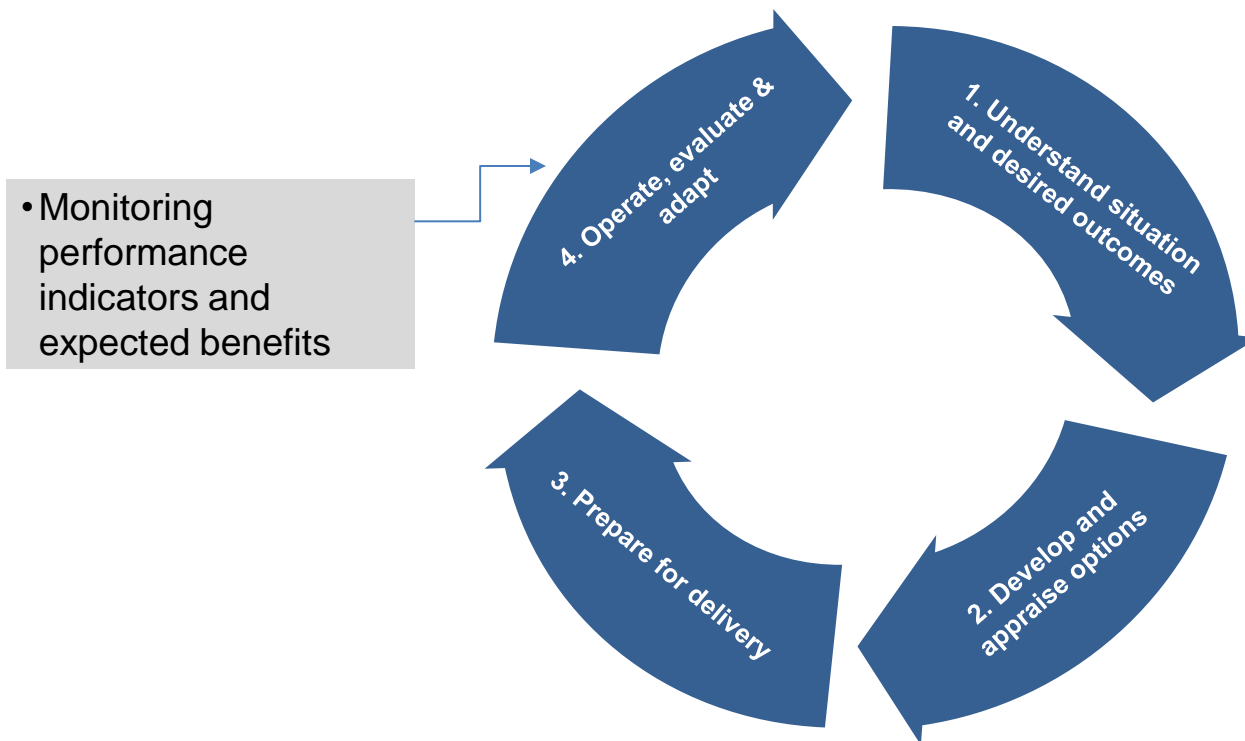 • Monitoring
performance
indicators and
expected benefits
1. Understand situation
and desired outcomes
2. Develop and
appraise options
3. Prepare for delivery
4. Operate, evaluate &
adapt